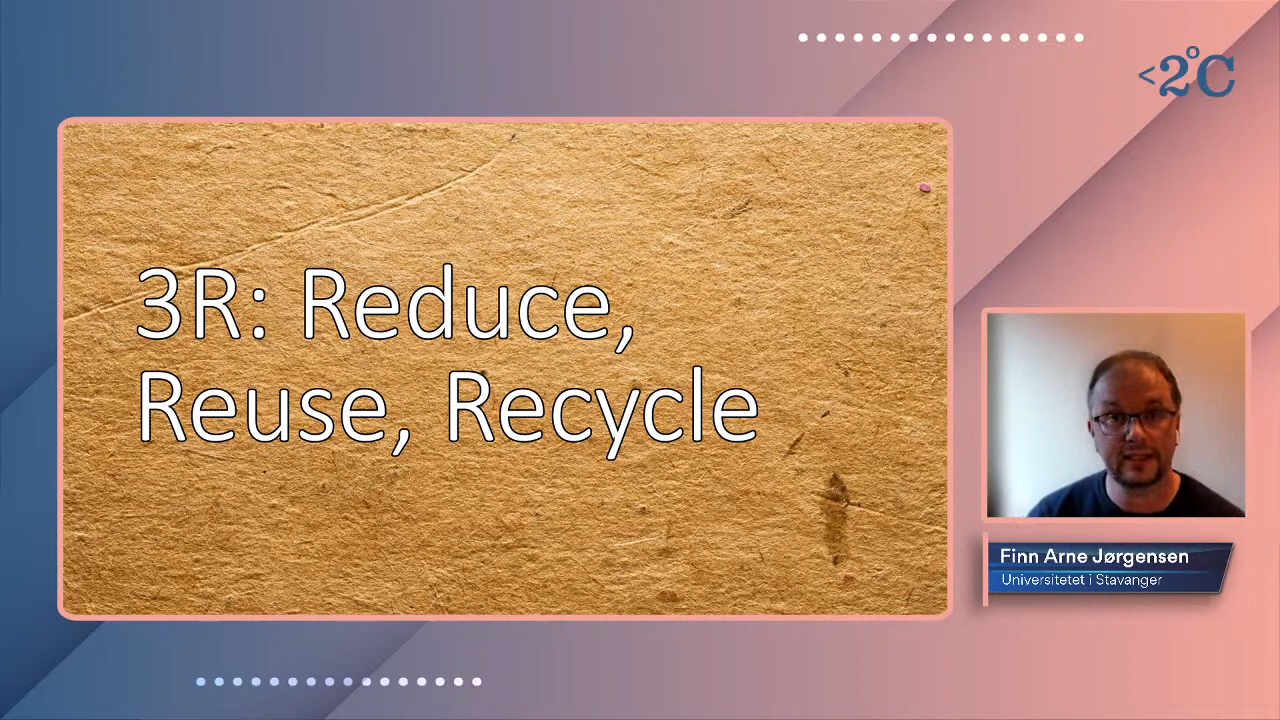 <2°C
3R: Reduce,
Reuse, Recycle
Finn Arne Jørgensen
Universitetet i Stavanger